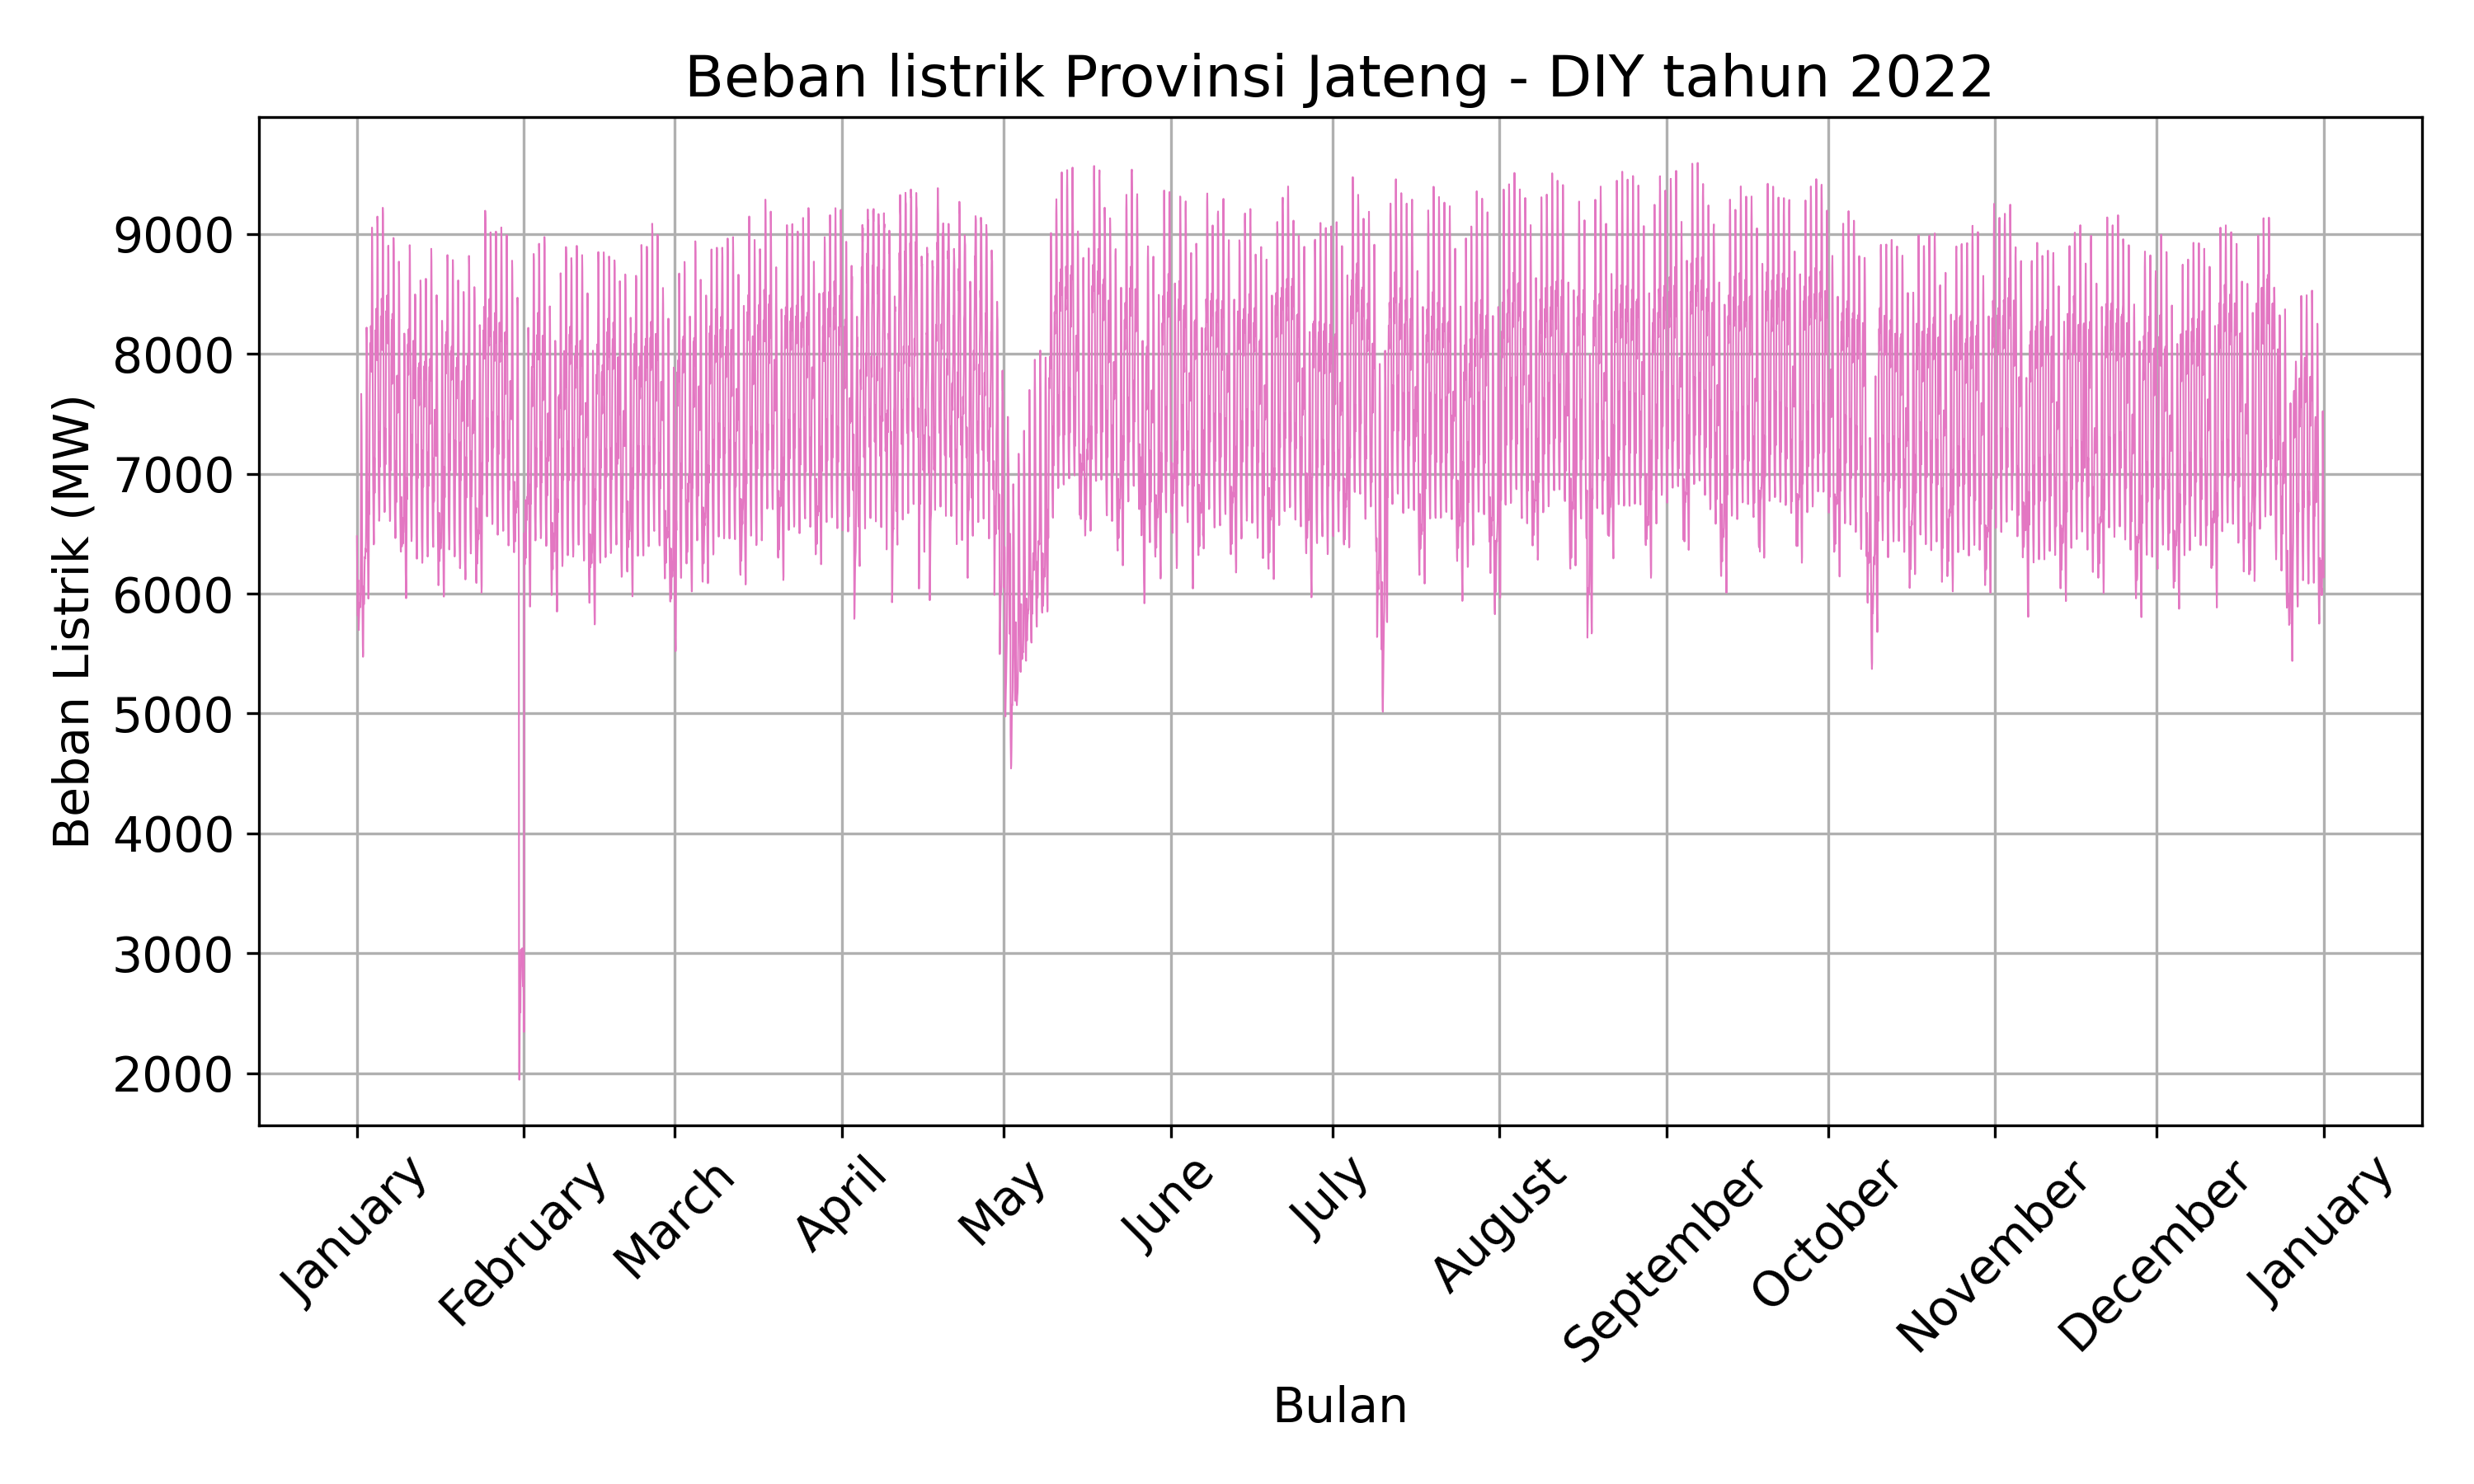 Beban listrik Provinsi Jateng - DIY tahun 2022
Beban Listrik (MW)
9000
8000
7000
6000
5000
4000
3000
2000
January
February
March
April
May
June
July
August
September
October
November
December
January
Bulan